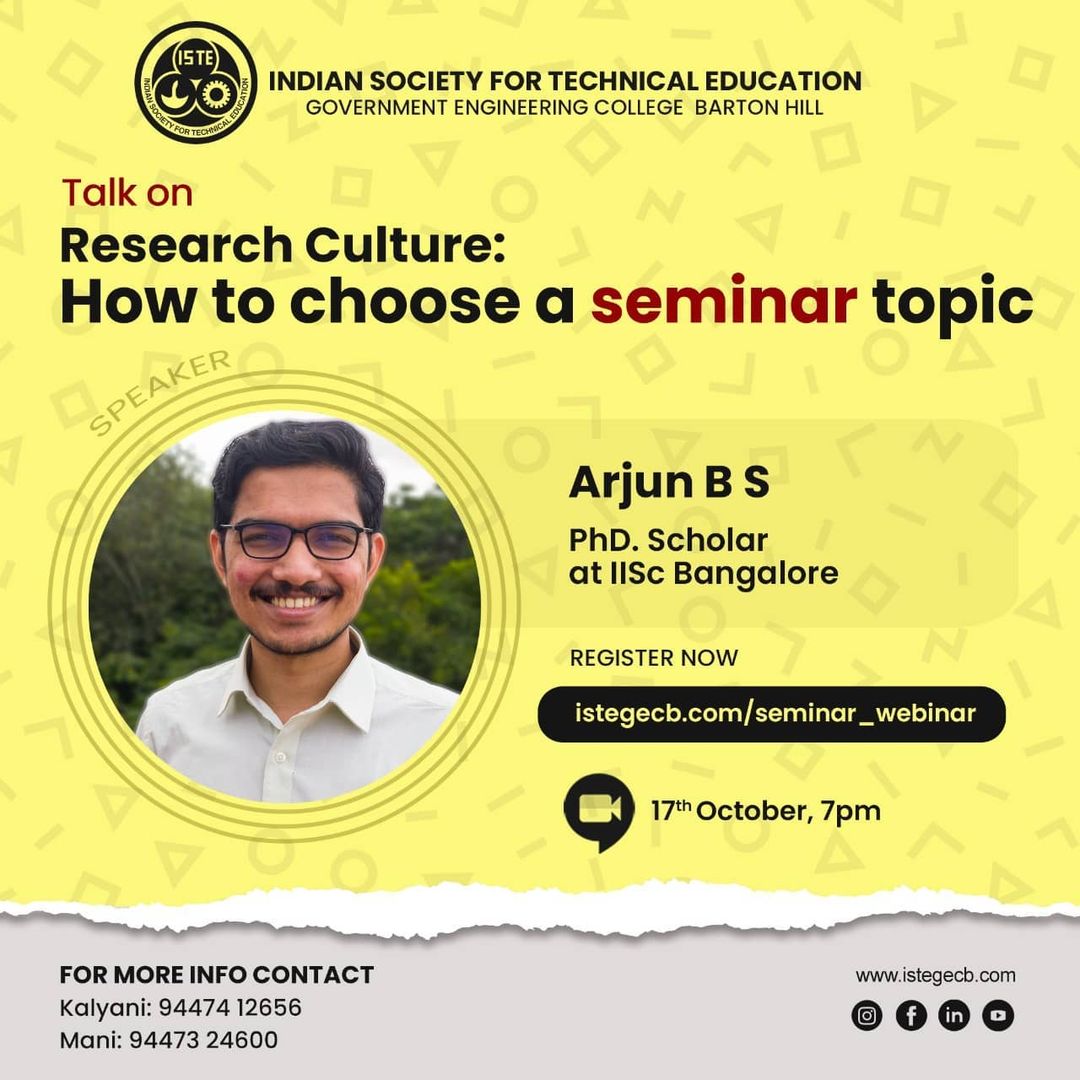 ISTE
INDIAN SOCIETY FOR TECHNICAL EDUCATION
INDIAN SOCIETY FOR TECHNICAL EDUCATION
GOVERNMENT ENGINEERING COLLEGE BARTON HILL
Talk on
Research Culture:
How to choose a seminar topic
SPEAKER
Arjun B S
PhD. Scholar
at IISc Bangalore
REGISTER NOW
istegecb.com/seminar_webinar
17th October, 7pm
FOR MORE INFO CONTACT
Kalyani: 94474 12656
Mani: 94473 24600
www.istegecb.com